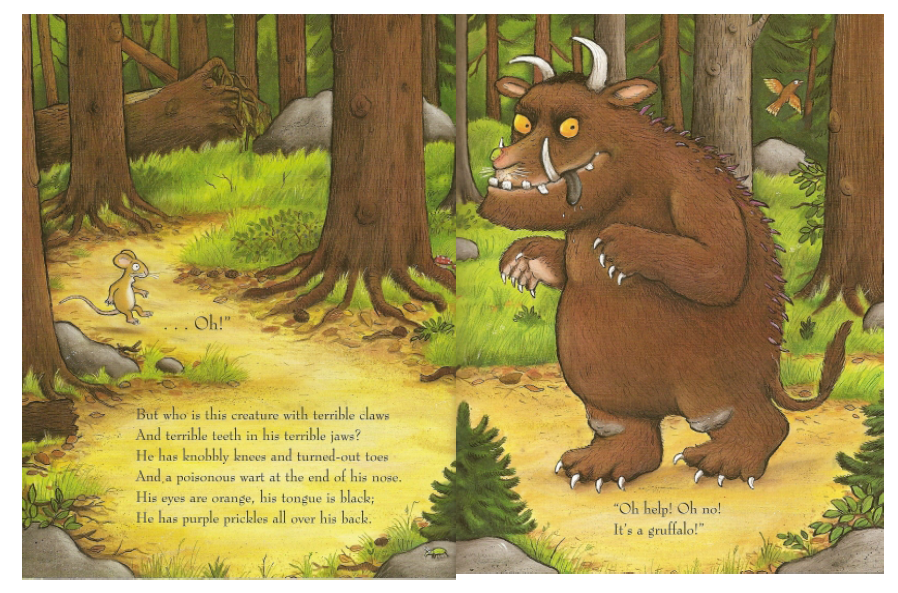 . . . Oh!”
But who is this creature with terrible claws
And terrible teeth in his terrible jaws?
He has knobbly knees and turned-out toes
And a poisonous wart at the end of his nose.
His eyes are orange, his tongue is black;
He has purple prickles all over his back.
“Oh help! Oh no!
It's a gruffalo!”